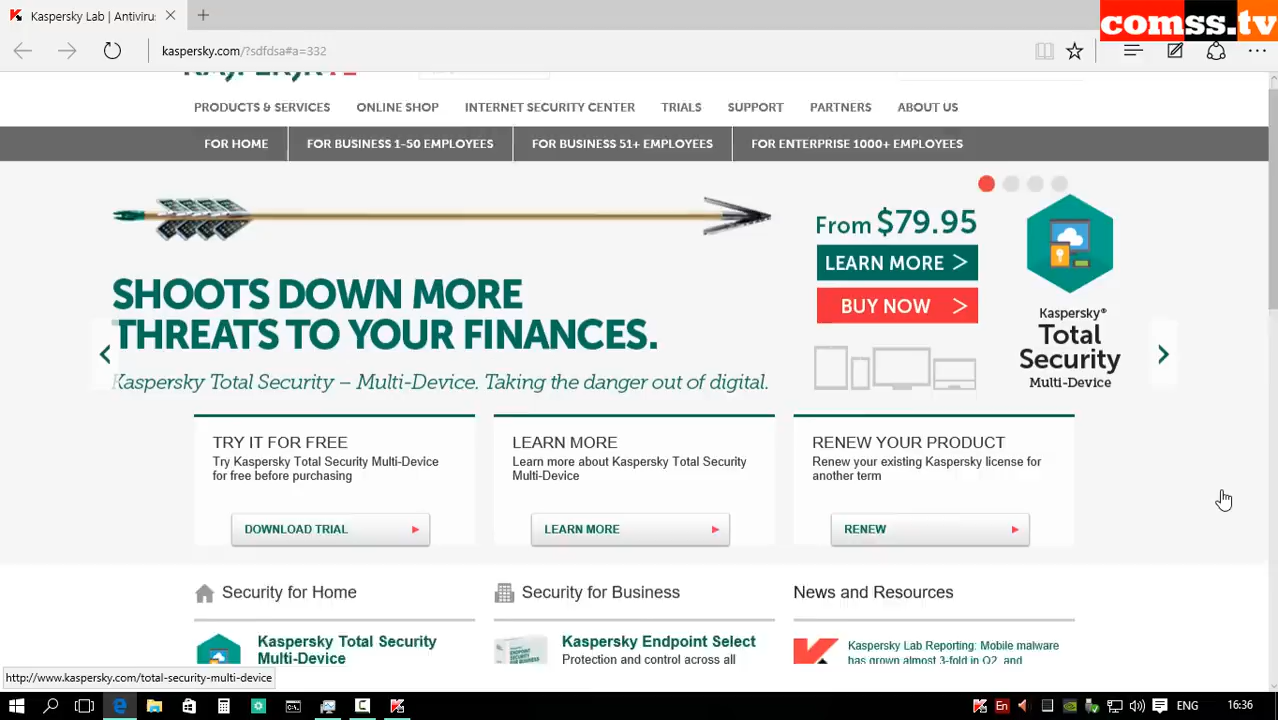 Kaspersky Lab | Antivirus
comss.tv
kaspersky.com/?sdfdsa#a=332
PRODUCTS & SERVICES ONLINE SHOP INTERNET SECURITY CENTER TRIALS SUPPORT PARTNERS ABOUT US
FOR HOME FOR BUSINESS 1-50 EMPLOYEES FOR BUSINESS 51+ EMPLOYEES FOR ENTERPRISE 1000+ EMPLOYEES
From $79.95
LEARN MORE >
BUY NOW >
SHOOTS DOWN MORE
THREATS TO YOUR FINANCES.
Kaspersky Total Security – Multi-Device. Taking the danger out of digital.
Kaspersky®
Total
Security
Multi-Device
TRY IT FOR FREE
Try Kaspersky Total Security Multi-Device
for free before purchasing
DOWNLOAD TRIAL
LEARN MORE
Learn more about Kaspersky Total Security
Multi-Device
LEARN MORE
RENEW YOUR PRODUCT
Renew your existing Kaspersky license for
another term
RENEW
Security for Home
Kaspersky Total Security
Multi-Device
Security for Business
Kaspersky Endpoint Select
Protection and control across all
News and Resources
Kaspersky Lab Reporting: Mobile malware
has grown almost 3-fold in Q2, and
http://www.kaspersky.com/total-security-multi-device
En
ENG
16:36